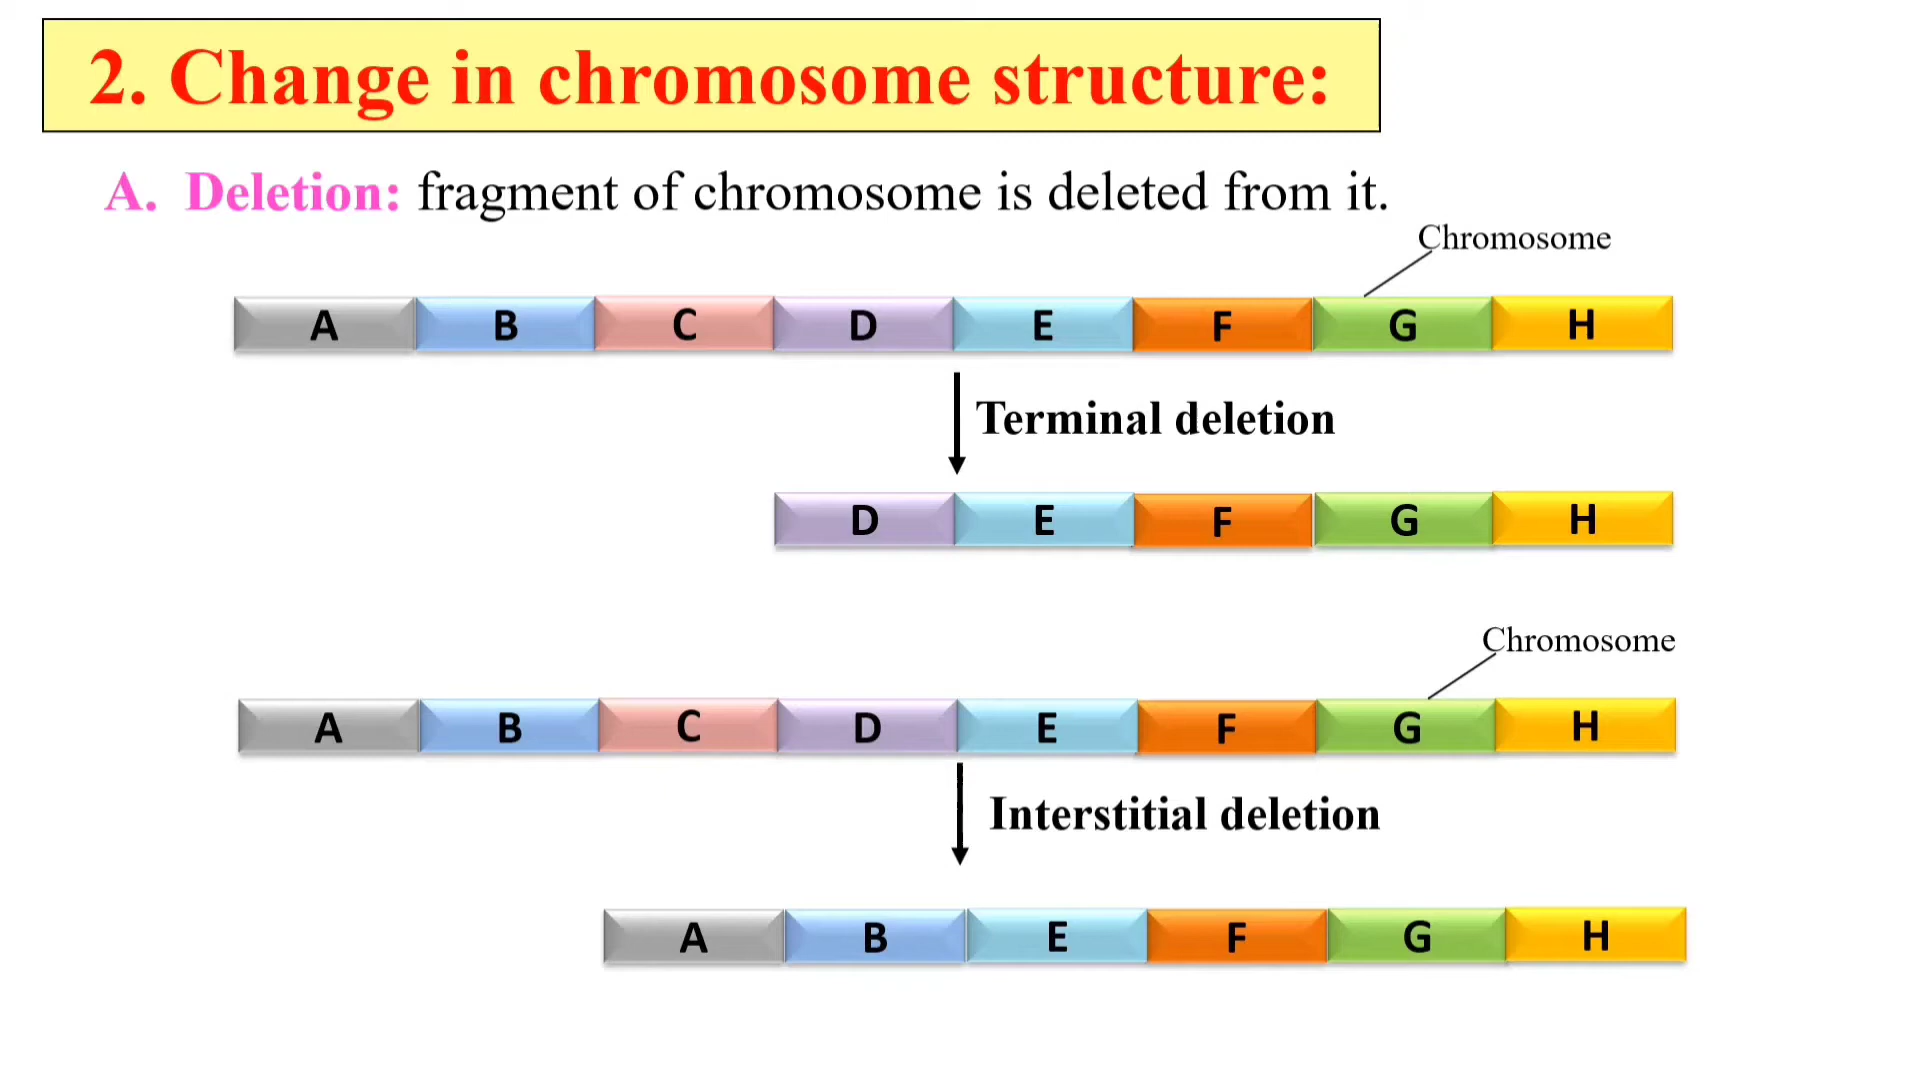 2. Change in chromosome structure:
A. Deletion: fragment of chromosome is deleted from it.
Chromosome
A B C D E F G H
Terminal deletion
D E F G H
Chromosome
A B C D E F G H
Interstitial deletion
A B E F G H